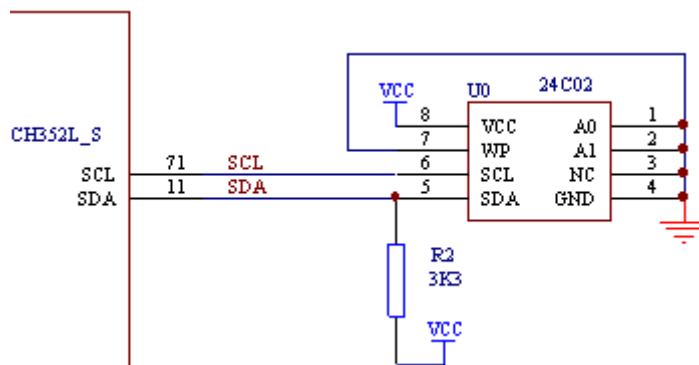 U0 24C02
VCC
8 VCC A0 1
7 WP A1 2
CH352L_S
SCL 71 SCL 6 SCL NC 3
SDA 11 SDA 5 SDA GND 4
R2
3K3
VCC